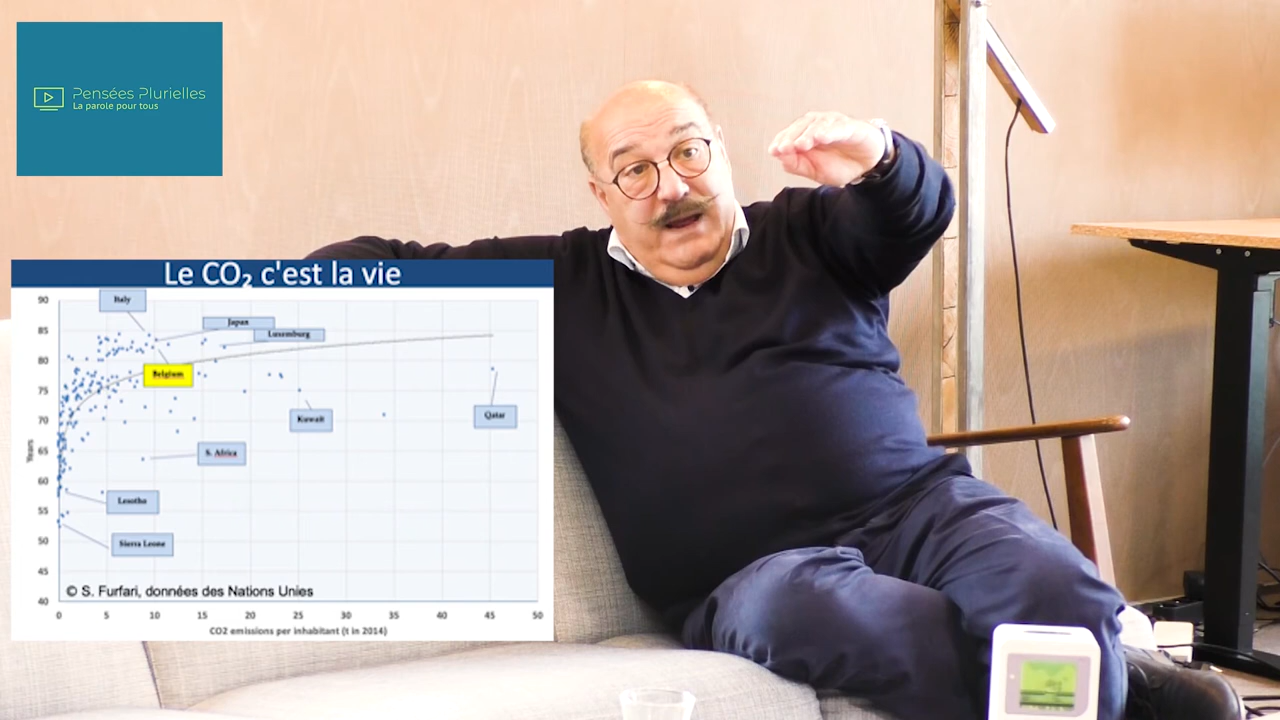 Pensées Plurielles
La parole pour tous
Le CO₂ c'est la vie
90
85
80
75
70
65
60
55
50
45
40
Years
Italy
Japan
Luxemburg
Belgium
Kuwait
Qatar
S. Africa
Lesotho
Sierra Leone
© S. Furfari, données des Nations Unies
0 5 10 15 20 25 30 35 40 45 50
CO2 emissions per inhabitant (t in 2014)